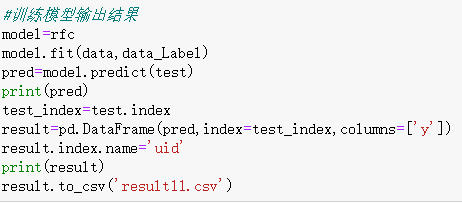 #训练模型输出结果
model=rfc
model.fit(data,data_Label)
pred=model.predict(test)
print(pred)
test_index=test.index
result=pd.DataFrame(pred,index=test_index,columns=['y'])
result.index.name='uid'
print(result)
result.to_csv('result11.csv')